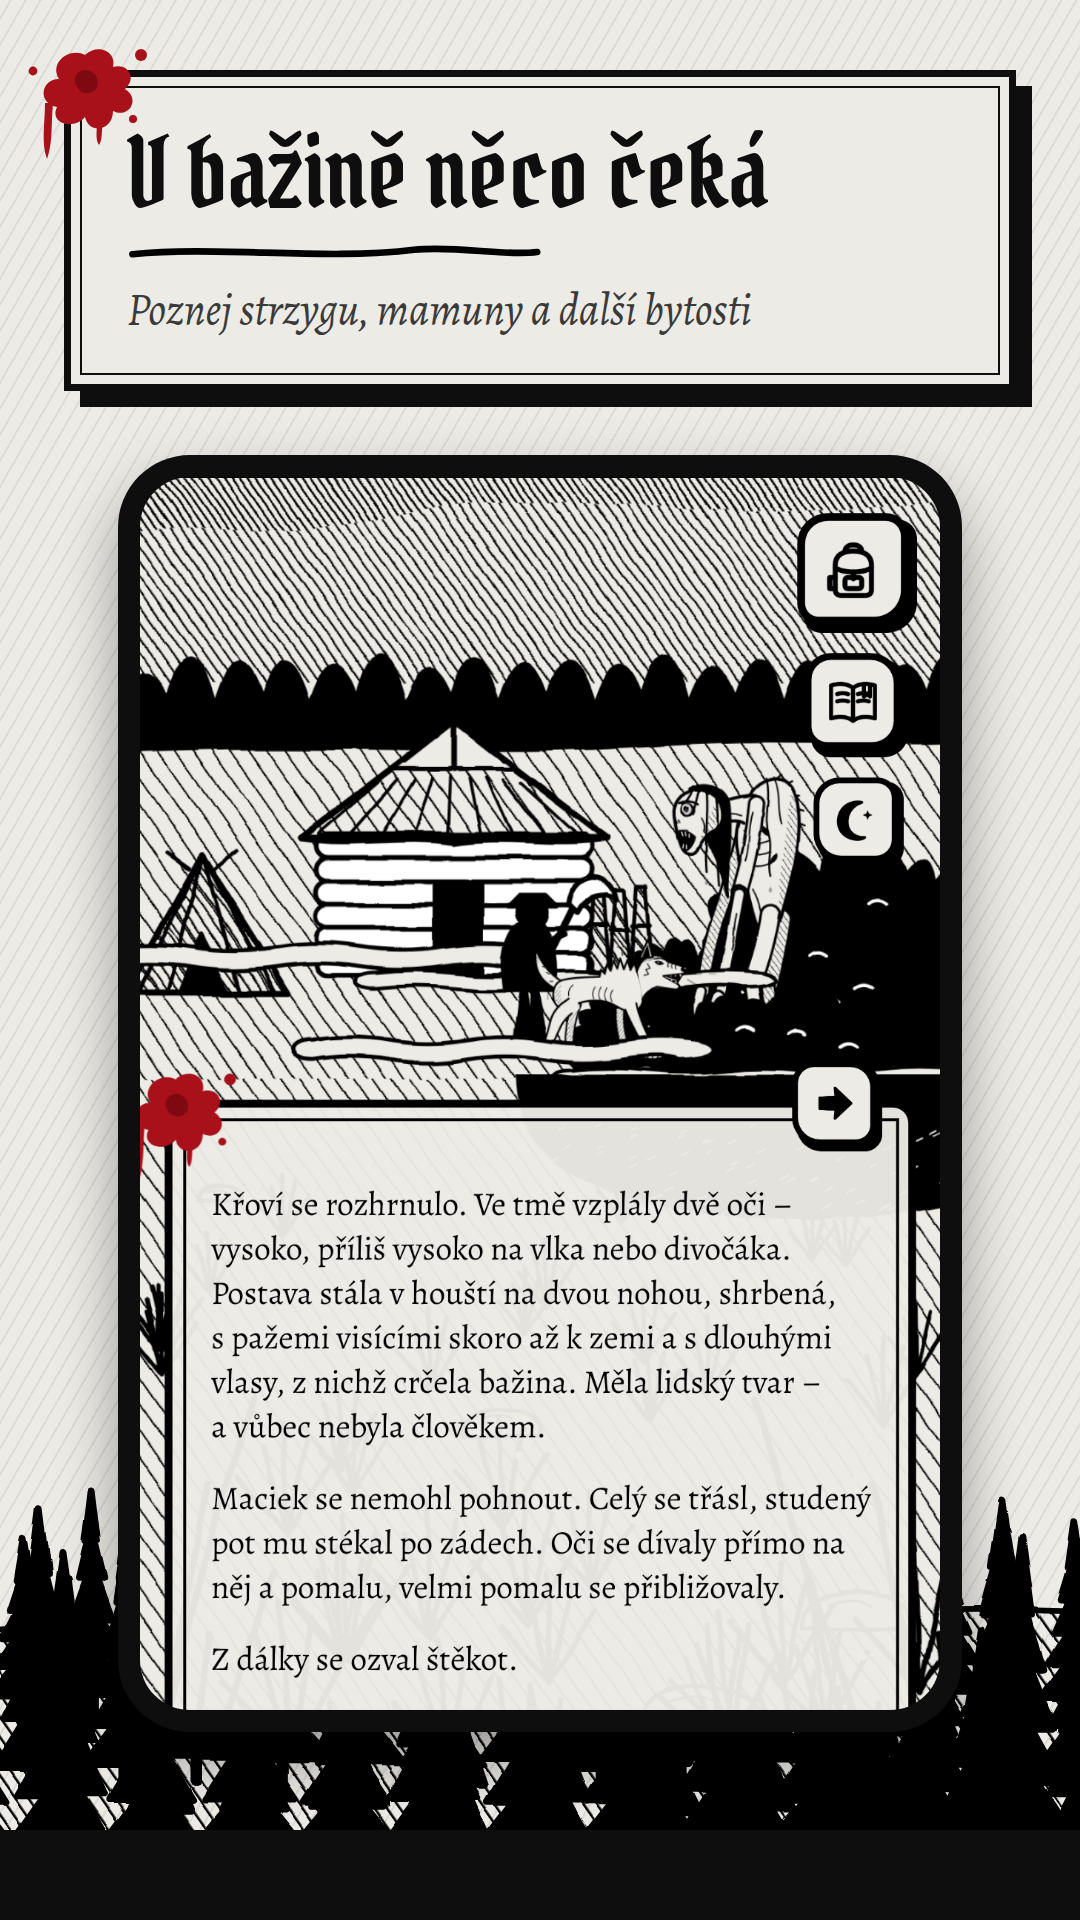 V bažině něco čeká
Poznej strzygu, mamuny a další bytosti
Křoví se rozhrnulo. Ve tmě vzplály dvě oči –
vysoko, příliš vysoko na vlka nebo divočáka.
Postava stála v houští na dvou nohou, shrbená,
s pažemi visícími skoro až k zemi a s dlouhými
vlasy, z nichž crčela bažina. Měla lidský tvar –
a vůbec nebyla člověkem.
Maciek se nemohl pohnout. Celý se třásl, studený
pot mu stékal po zádech. Oči se dívaly přímo na
něj a pomalu, velmi pomalu se přibližovaly.
Z dálky se ozval štěkot.